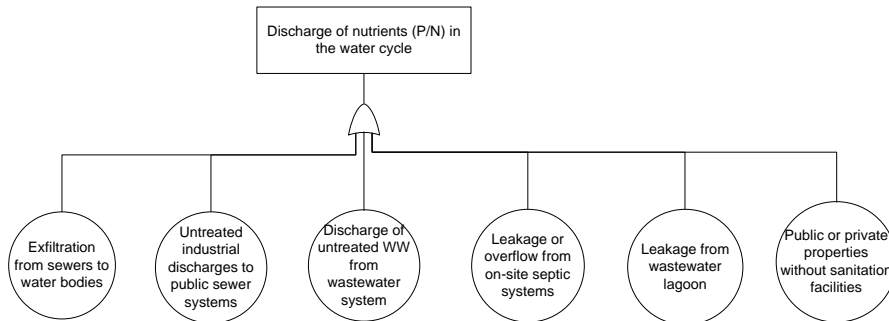 Discharge of nutrients (P/N) in
the water cycle
Exfiltration
from sewers to
water bodies
Untreated
industrial
discharges to
public sewer
systems
Discharge of
untreated WW
from
wastewater
system
Leakage or
overflow from
on-site septic
systems
Leakage from
wastewater
lagoon
Public or private
properties
without sanitation
facilities